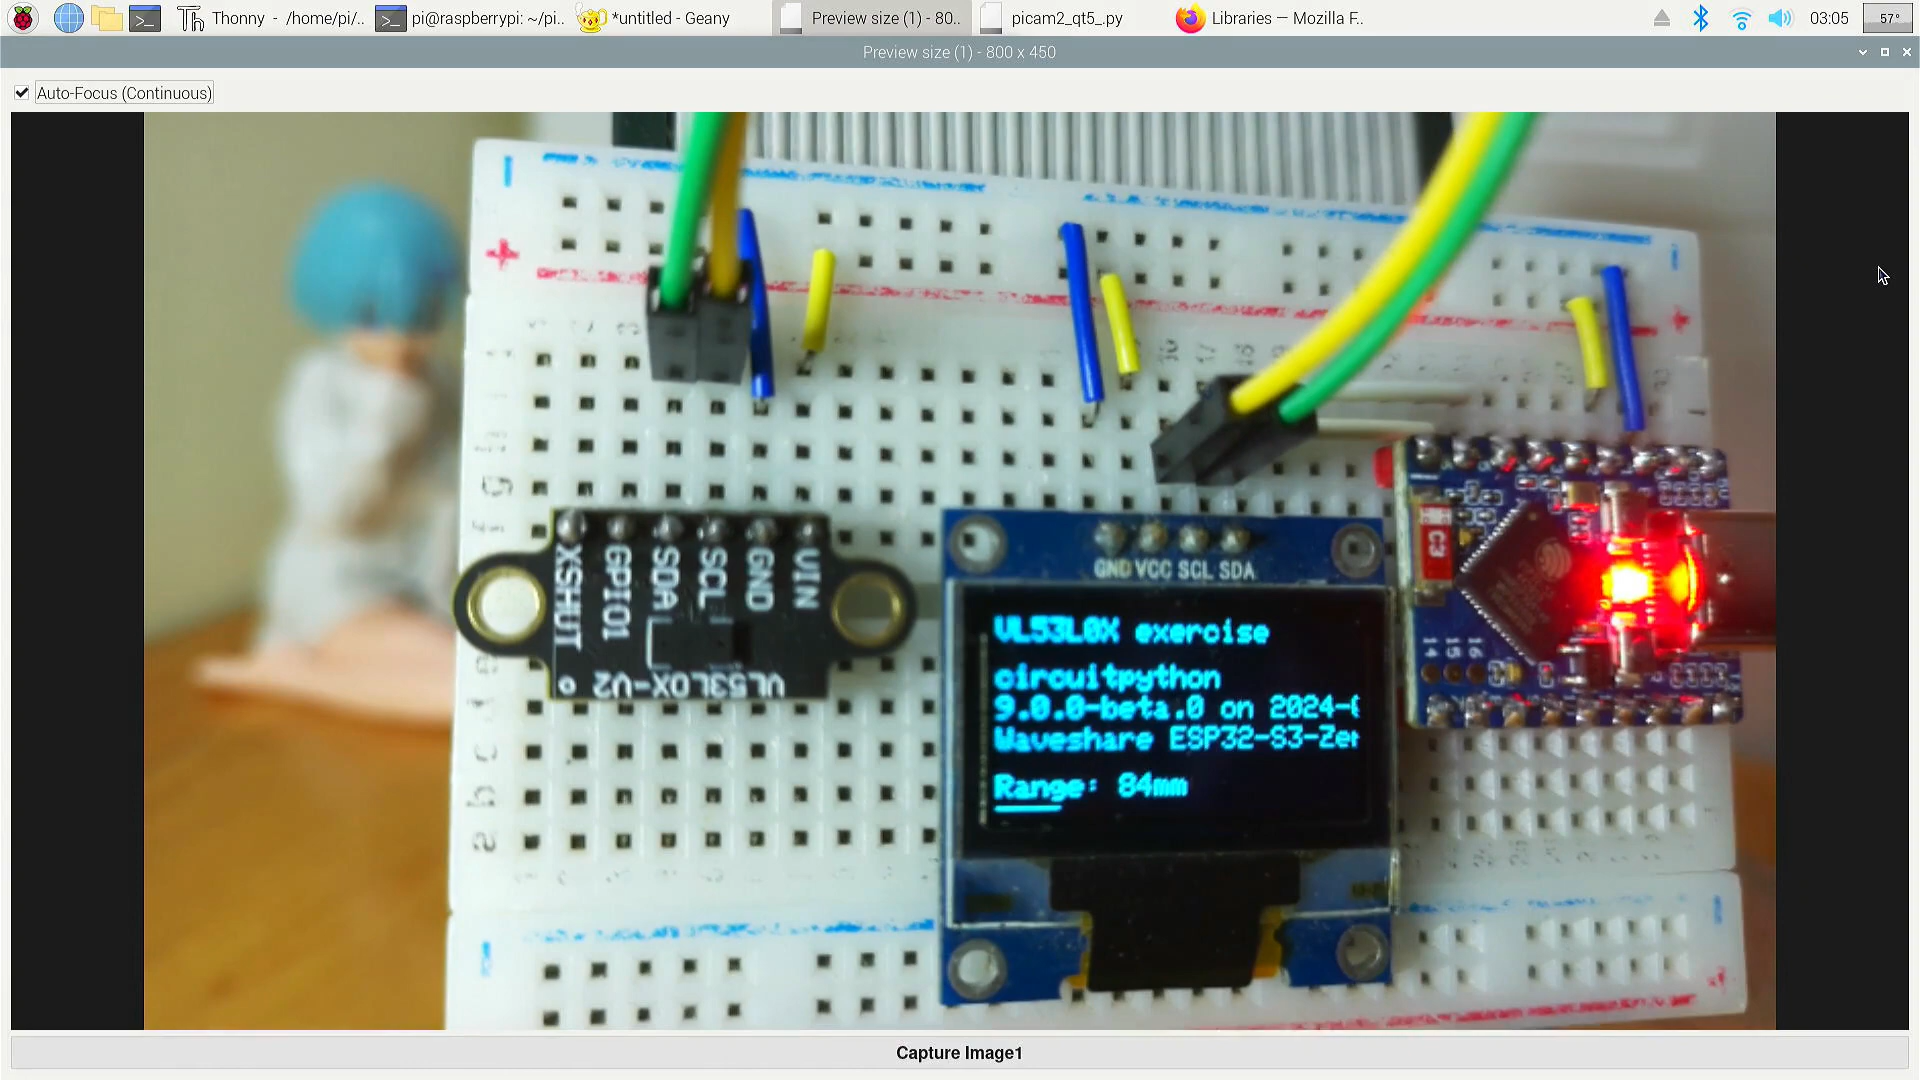 Thonny - /home/pi/..
pi@raspberrypi: ~/pi..
*untitled - Geany
Preview size (1) - 80..
picam2_qt5_.py
Libraries — Mozilla F..
03:05
57°
Preview size (1) - 800 x 450
Auto-Focus (Continuous)
XSHUT
GPIO1
SDA
SCL
GND
VIN
VL53L0X-V2
GND VCC SCL SDA
VL53L0X exercise
circuitpython
9.0.0-beta.0 on 2024-
Waveshare ESP32-S3-Zer
Range: 84mm
14 15 16
Capture Image1